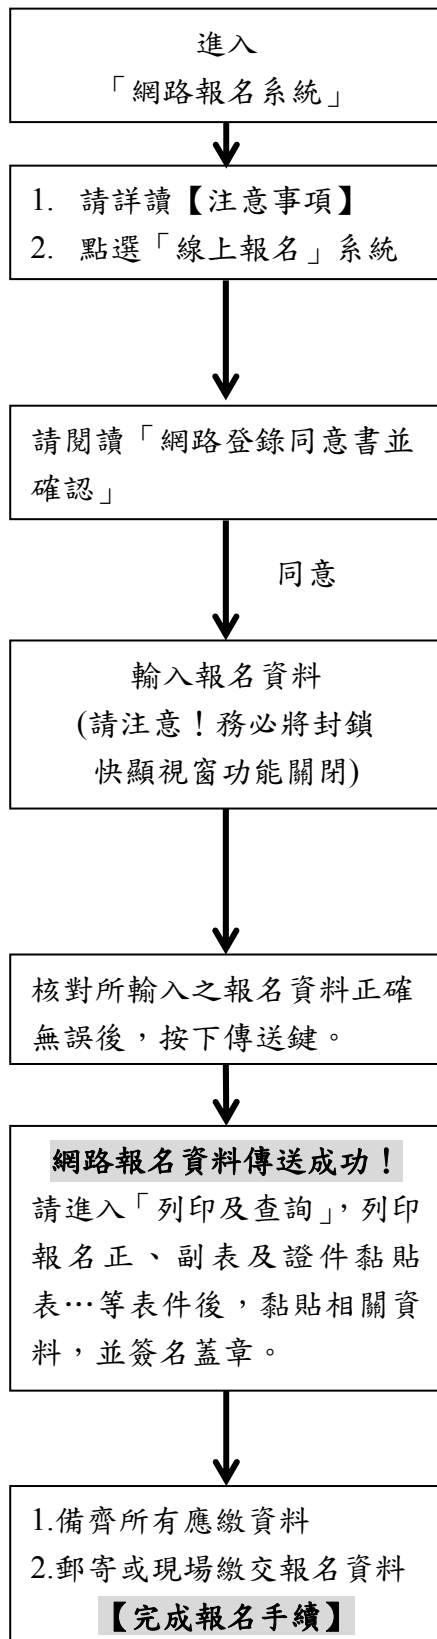 進入
「網路報名系統」
1. 請詳讀【注意事項】
2. 點選「線上報名」系統
請閱讀「網路登錄同意書並
確認」
同意
輸入報名資料
(請注意！務必將封鎖
快顯視窗功能關閉)
核對所輸入之報名資料正確
無誤後，按下傳送鍵。
網路報名資料傳送成功！
請進入「列印及查詢」，列印
報名正、副表及證件黏貼
表…等表件後，黏貼相關資
料，並簽名蓋章。
1.備齊所有應繳資料
2.郵寄或現場繳交報名資料
【完成報名手續】